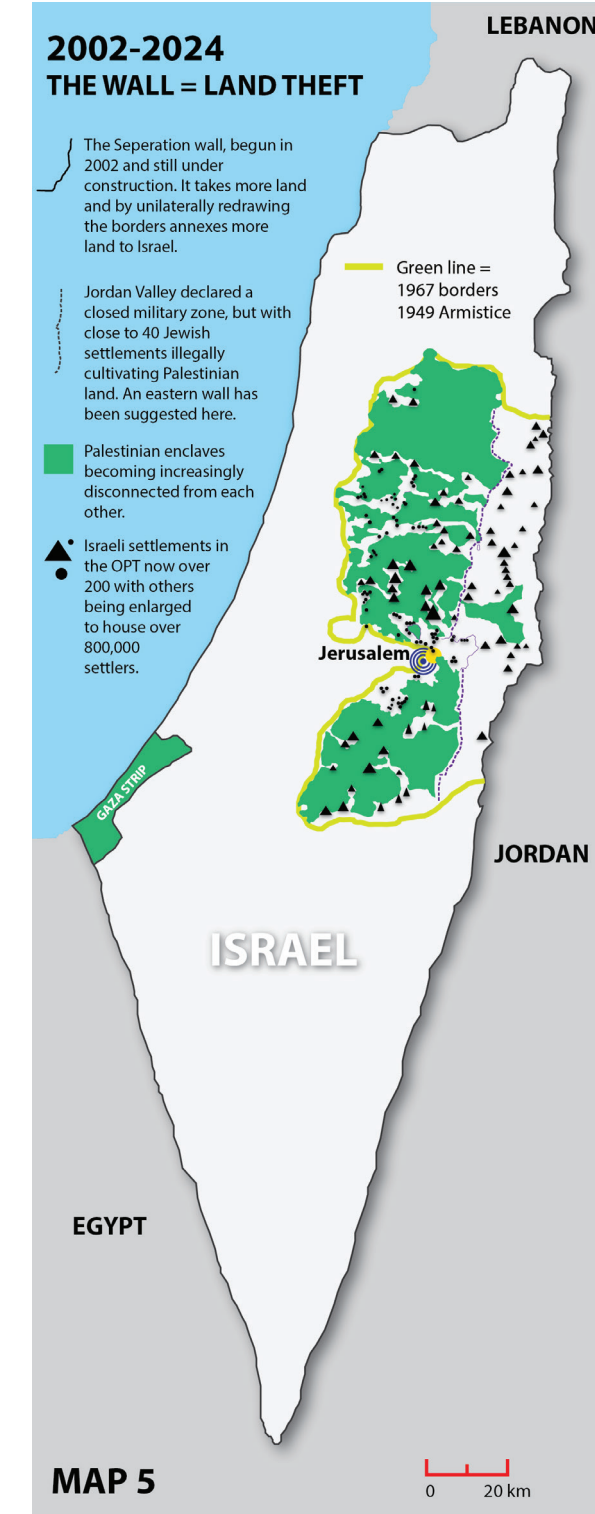 2002-2024
THE WALL = LAND THEFT
LEBANON
The Seperation wall, begun in
2002 and still under
construction. It takes more land
and by unilaterally redrawing
the borders annexes more
land to Israel.
Green line =
1967 borders
1949 Armistice
Jordan Valley declared a
closed military zone, but with
close to 40 Jewish
settlements illegally
cultivating Palestinian
land. An eastern wall has
been suggested here.
Palestinian enclaves
becoming increasingly
disconnected from each
other.
Israeli settlements in
the OPT now over
200 with others
being enlarged
to house over
800,000
settlers.
Jerusalem
GAZA STRIP
JORDAN
ISRAEL
EGYPT
MAP 5
0 20 km